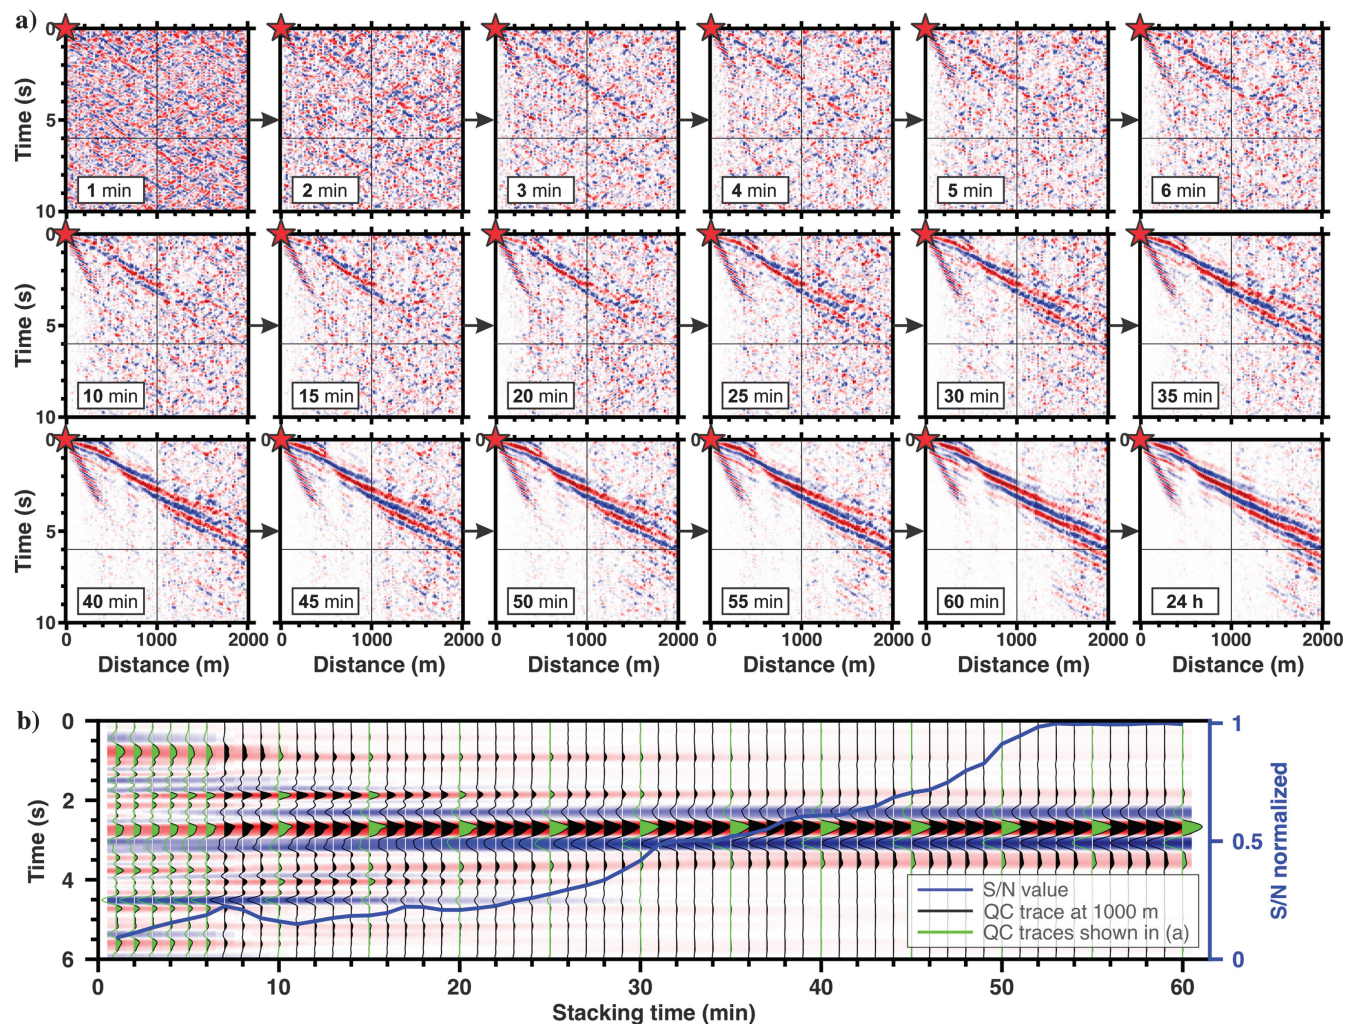 a)
0
5
10
Time (s)
1 min
2 min
3 min
4 min
5 min
6 min
0
5
10
Time (s)
10 min
15 min
20 min
25 min
30 min
35 min
0 0 0 0 0 0
5
10
Time (s)
40 min
45 min
50 min
55 min
60 min
24 h
0 1000 2000 0 1000 2000 0 1000 2000 0 1000 2000 0 1000 2000 0 1000 2000
Distance (m) Distance (m) Distance (m) Distance (m) Distance (m) Distance (m)
b)
0
2
4
6
Time (s)
1
0.5
0
S/N normalized
S/N value
QC trace at 1000 m
QC traces shown in (a)
0 10 20 30 40 50 60
Stacking time (min)